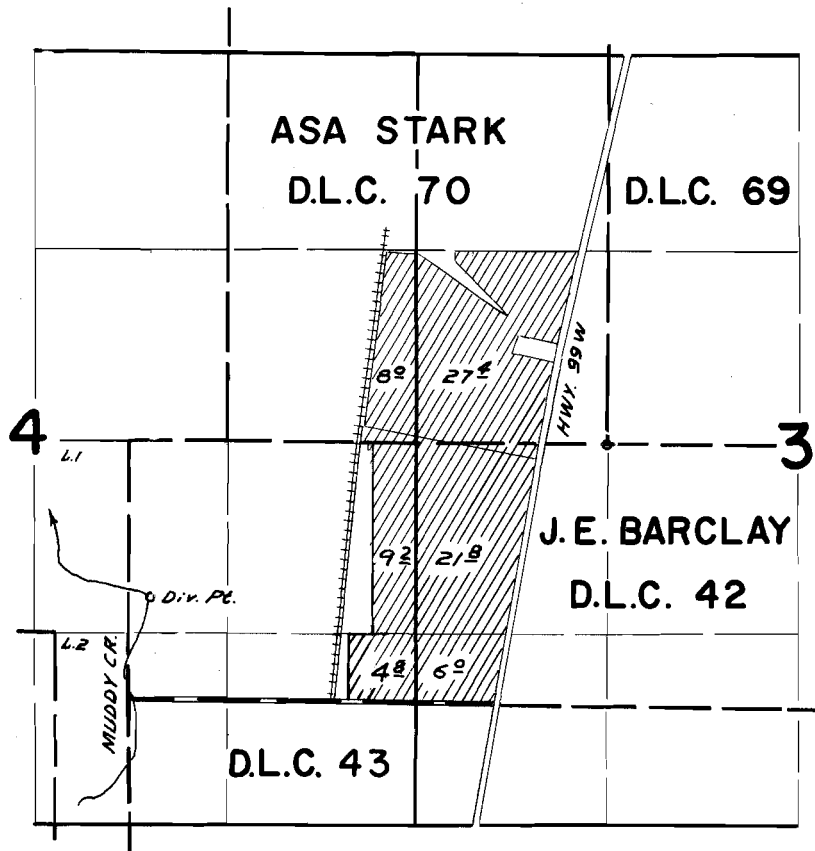 ASA STARK
D.L.C. 70
D.L.C. 69
8.0
27.4
HWY. 99W
4
3
L.1
9.2
21.8
J.E. BARCLAY
D.L.C. 42
Div. Pt.
L.2
MUDDY CR.
4.8
6.0
D.L.C. 43